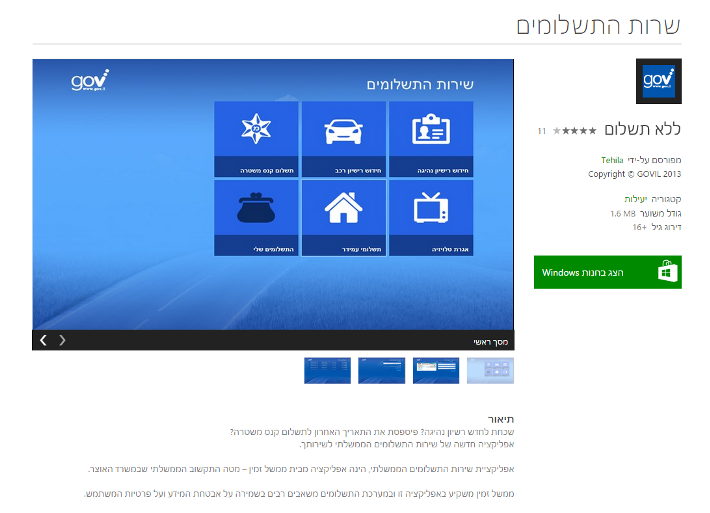 שרות התשלומים
gov
www.gov.il
שירות התשלומים
חידוש רישיון נהיגה
חידוש רישיון רכב
תשלום קנס משטרה
אגרת טלויזיה
תשלומי עמידר
התשלומים שלי
מסך ראשי
gov
ללא תשלום
11
מפורסם על-ידי Tehila
Copyright © GOVIL 2013
קטגוריה יעילות
גודל משוער 1.6 MB
דירוג גיל +16
הצג בחנות Windows
תיאור
שכחת לחדש רשיון נהיגה? פיספסת את התאריך האחרון לתשלום קנס משטרה?
אפליקציה חדשה של שירות התשלומים הממשלתי לשירותך.
אפליקציית שירות התשלומים הממשלתי, הינה אפליקציה מבית ממשל זמין – מטה התקשוב הממשלתי שבמשרד האוצר.
ממשל זמין משקיע באפליקציה זו ובמערכת התשלומים משאבים רבים בשמירה על אבטחת המידע ועל פרטיות המשתמש.